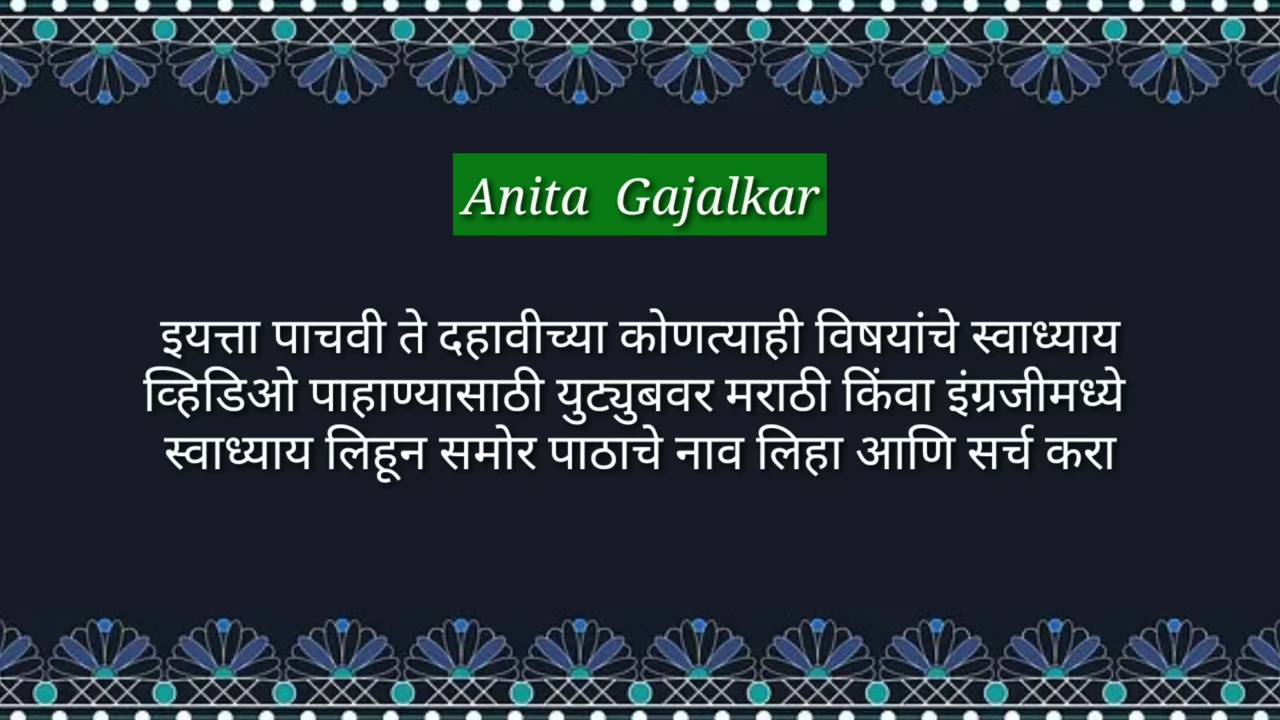 Anita Gajalkar
इयत्ता पाचवी ते दहावीच्या कोणत्याही विषयांचे स्वाध्याय
व्हिडिओ पाहाण्यासाठी युट्युबवर मराठी किंवा इंग्रजीमध्ये
स्वाध्याय लिहून समोर पाठाचे नाव लिहा आणि सर्च करा